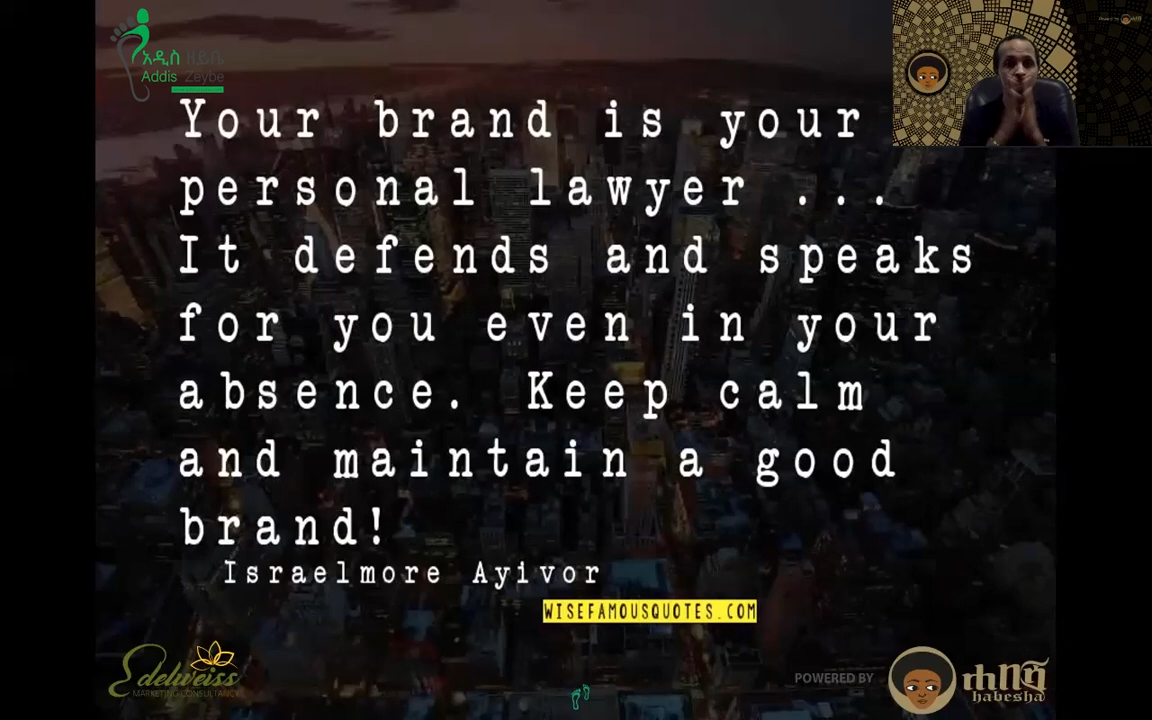 አዲስ ዘይቤ
Addis Zeybe
Your brand is your
personal lawyer ...
It defends and speaks
for you even in your
absence. Keep calm
and maintain a good
brand!
Israelmore Ayivor
WISEFAMOUSQUOTES.COM
Edelweiss
MARKETING CONSULTANCY
POWERED BY
habesha